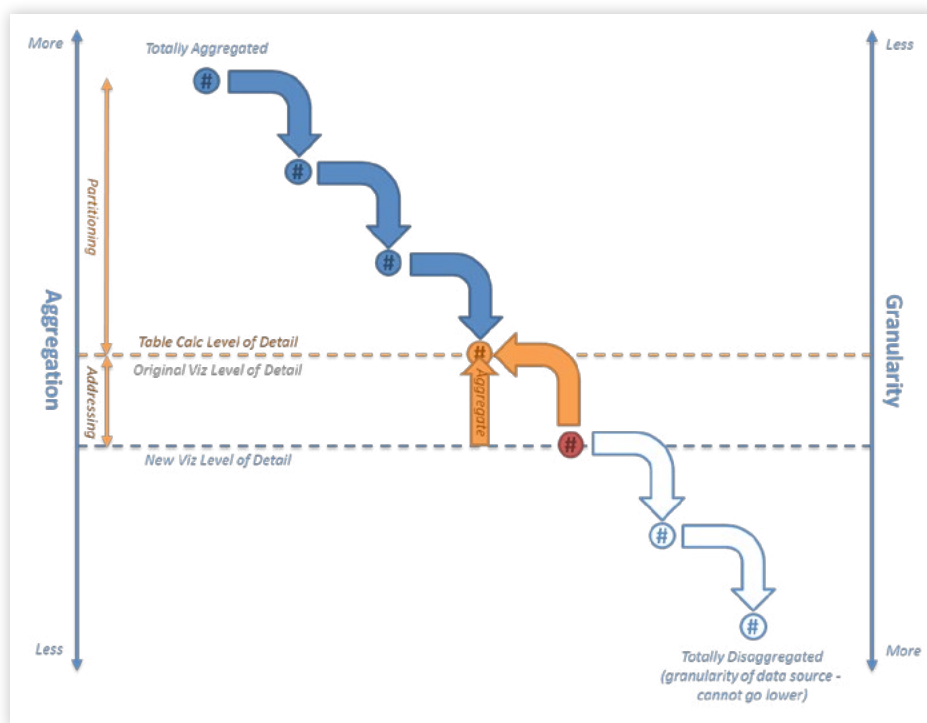 More
Totally Aggregated
Less
#
#
Partitioning
#
Aggregation
Granularity
Table Calc Level of Detail
#
Original Viz Level of Detail
Addressing
Aggregate
#
New Viz Level of Detail
#
#
Less
Totally Disaggregated
More
(granularity of data source -
cannot go lower)